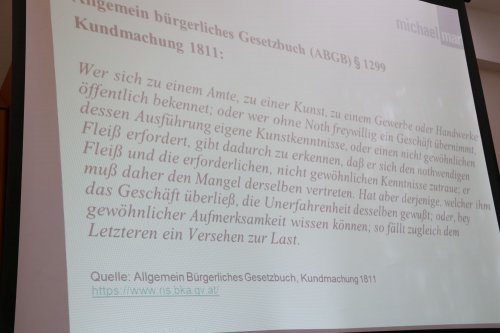 Allgemein bürgerliches Gesetzbuch (ABGB) § 1299
Kundmachung 1811:
michael mar
Wer sich zu einem Amte, zu einer Kunst, zu einem Gewerbe oder Handwerke
öffentlich bekennet; oder wer ohne Noth freywillig ein Geschäft übernimmt,
dessen Ausführung eigene Kunstkenntnisse, oder einen nicht gewöhnlichen
Fleiß erfordert, gibt dadurch zu erkennen, daß er sich den nothwendigen
Fleiß und die erforderlichen, nicht gewöhnlichen Kenntnisse zutraue; er
muß daher den Mangel derselben vertreten. Hat aber derjenige, welcher ihm
das Geschäft überließ, die Unerfahrenheit desselben gewußt; oder, bey
gewöhnlicher Aufmerksamkeit wissen können; so fällt zugleich dem
Letzteren ein Versehen zur Last.
Quelle: Allgemein Bürgerliches Gesetzbuch, Kundmachung 1811
https://www.ris.bka.gv.at/